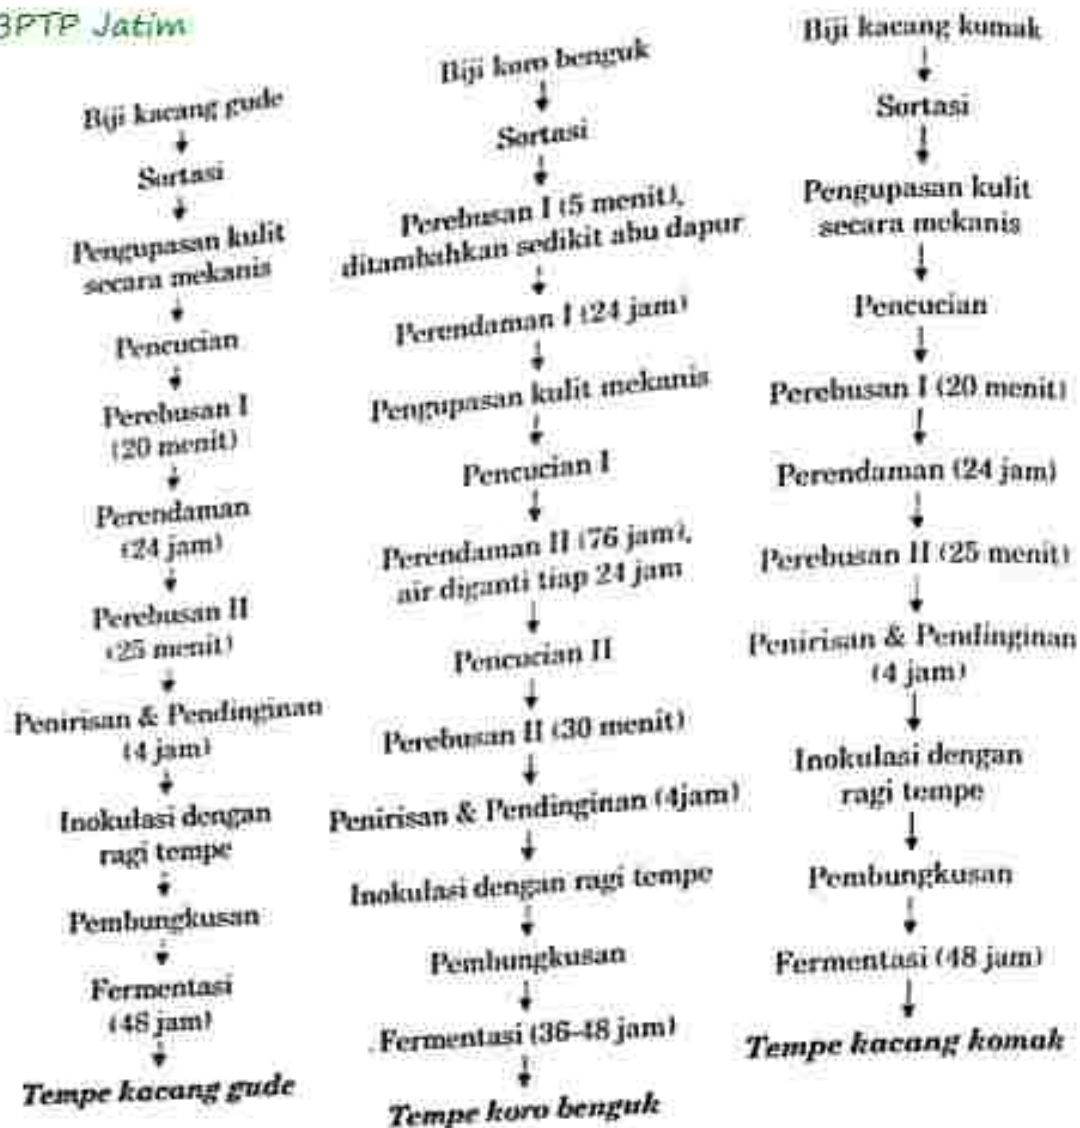 BPTP Jatim
Biji kacang gude
Sortasi
Pengupasan kulit
secara mekanis
Pencucian
Perebusan I
(20 menit)
Perendaman
(24 jam)
Perebusan II
(25 menit)
Penirisan & Pendinginan
(4 jam)
Inokulasi dengan
ragi tempe
Pembungkusan
Fermentasi
(48 jam)
Tempe kacang gude
Biji koro benguk
Sortasi
Perebusan I (5 menit),
ditambahkan sedikit abu dapur
Perendaman I (24 jam)
Pengupasan kulit mekanis
Pencucian I
Perendaman II (76 jam),
air diganti tiap 24 jam
Pencucian II
Perebusan II (30 menit)
Penirisan & Pendinginan (4jam)
Inokulasi dengan ragi tempe
Pembungkusan
Fermentasi (36-48 jam)
Tempe koro benguk
Biji kacang komak
Sortasi
Pengupasan kulit
secara mekanis
Pencucian
Perebusan I (20 menit)
Perendaman (24 jam)
Perebusan II (25 menit)
Penirisan & Pendinginan
(4 jam)
Inokulasi dengan
ragi tempe
Pembungkusan
Fermentasi (48 jam)
Tempe kacang komak